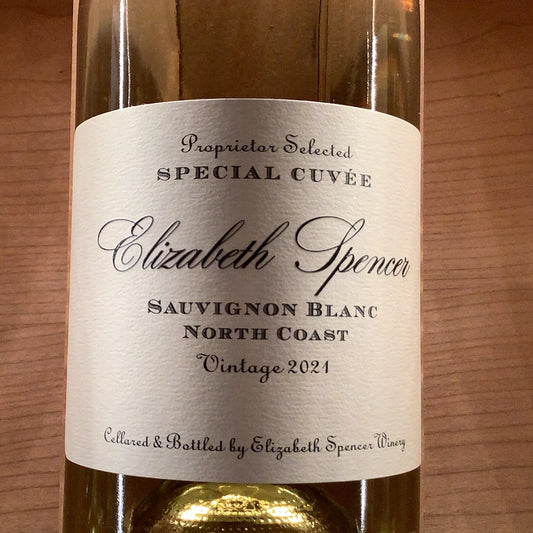 Proprietor Selected
SPECIAL CUVÉE
Elizabeth Spencer
SAUVIGNON BLANC
NORTH COAST
Vintage 2021
Cellared & Bottled by Elizabeth Spencer Winery